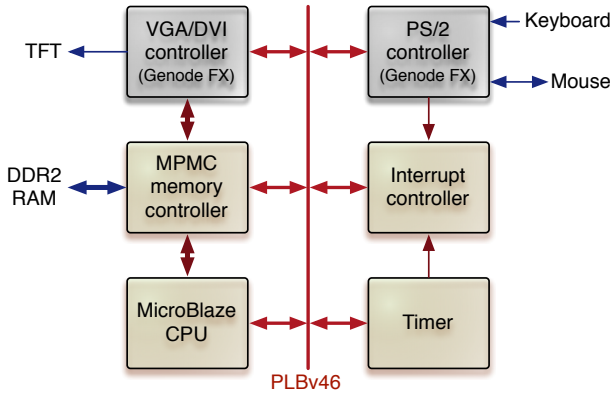 VGA/DVI
controller
(Genode FX)
TFT
PS/2
controller
(Genode FX)
Keyboard
Mouse
MPMC
memory
controller
DDR2
RAM
Interrupt
controller
MicroBlaze
CPU
Timer
PLBv46